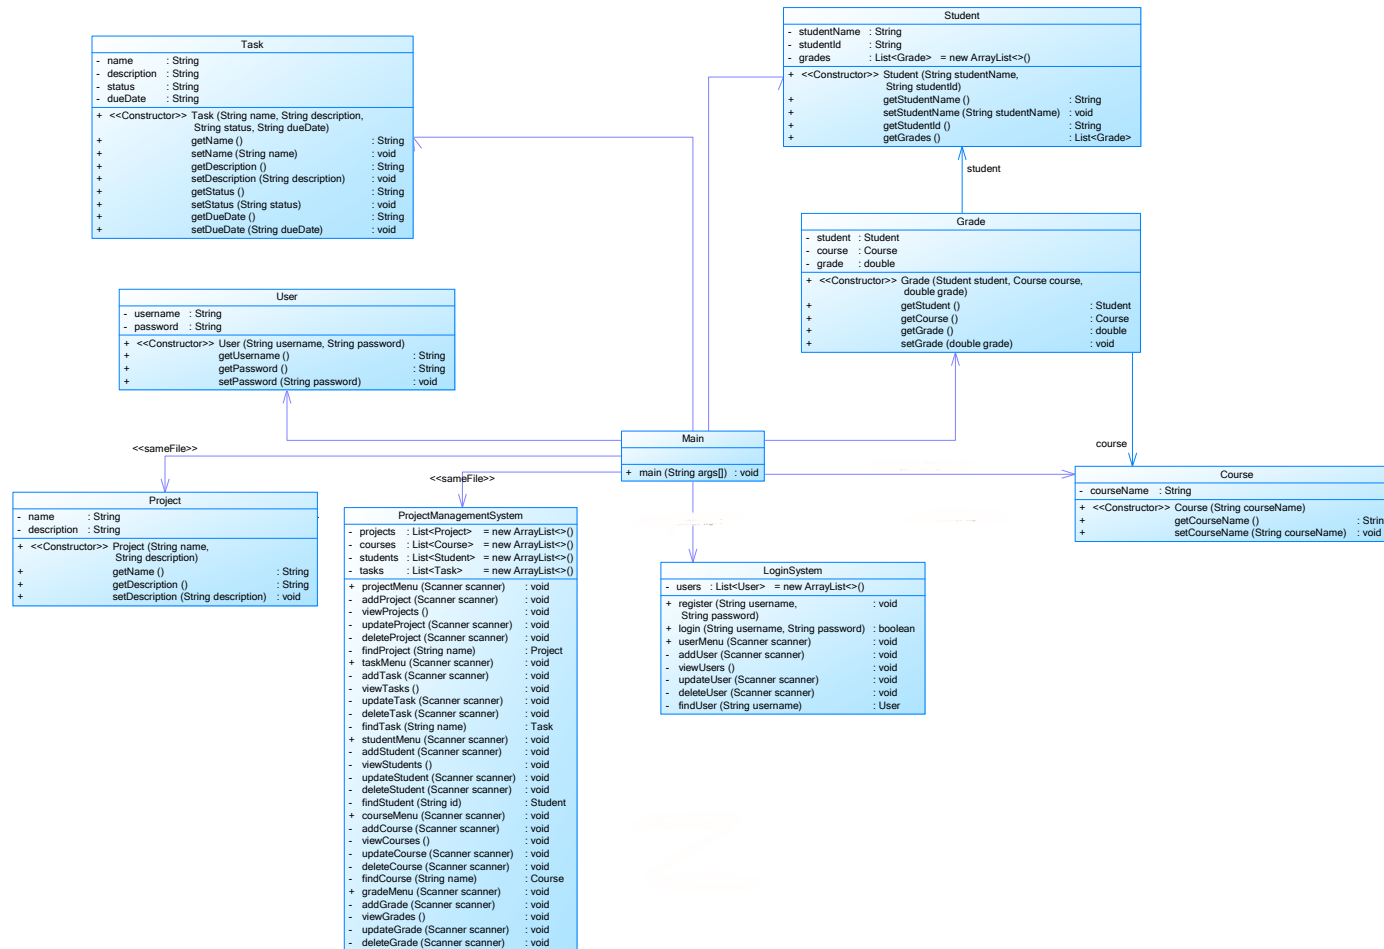 Student
- studentName : String
- studentId : String
- grades : List<Grade> = new ArrayList<>()
+ <<Constructor>> Student (String studentName,
String studentId)
+ getStudentName () : String
+ setStudentName (String studentName) : void
+ getStudentId () : String
+ getGrades () : List<Grade>
Task
- name : String
- description : String
- status : String
- dueDate : String
+ <<Constructor>> Task (String name, String description,
String status, String dueDate)
+ getName () : String
+ setName (String name) : void
+ getDescription () : String
+ setDescription (String description) : void
+ getStatus () : String
+ setStatus (String status) : void
+ getDueDate () : String
+ setDueDate (String dueDate) : void
student
Grade
- student : Student
- course : Course
- grade : double
+ <<Constructor>> Grade (Student student, Course course,
double grade)
+ getStudent () : Student
+ getCourse () : Course
+ getGrade () : double
+ setGrade (double grade) : void
User
- username : String
- password : String
+ <<Constructor>> User (String username, String password)
+ getUsername () : String
+ getPassword () : String
+ setPassword (String password) : void
Main
+ main (String args[]) : void
<<sameFile>>
<<sameFile>>
course
Course
- courseName : String
+ <<Constructor>> Course (String courseName)
+ getCourseName () : Strin
+ setCourseName (String courseName) : void
Project
- name : String
- description : String
+ <<Constructor>> Project (String name,
String description)
+ getName () : String
+ getDescription () : String
+ setDescription (String description) : void
ProjectManagementSystem
- projects : List<Project> = new ArrayList<>()
- courses : List<Course> = new ArrayList<>()
- students : List<Student> = new ArrayList<>()
- tasks : List<Task> = new ArrayList<>()
+ projectMenu (Scanner scanner) : void
- addProject (Scanner scanner) : void
- viewProjects () : void
- updateProject (Scanner scanner) : void
- deleteProject (Scanner scanner) : void
- findProject (String name) : Project
+ taskMenu (Scanner scanner) : void
- addTask (Scanner scanner) : void
- viewTasks () : void
- updateTask (Scanner scanner) : void
- deleteTask (Scanner scanner) : void
- findTask (String name) : Task
+ studentMenu (Scanner scanner) : void
- addStudent (Scanner scanner) : void
- viewStudents () : void
- updateStudent (Scanner scanner) : void
- deleteStudent (Scanner scanner) : void
- findStudent (String id) : Student
+ courseMenu (Scanner scanner) : void
- addCourse (Scanner scanner) : void
- viewCourses () : void
- updateCourse (Scanner scanner) : void
- deleteCourse (Scanner scanner) : void
- findCourse (String name) : Course
+ gradeMenu (Scanner scanner) : void
- addGrade (Scanner scanner) : void
- viewGrades () : void
- updateGrade (Scanner scanner) : void
- deleteGrade (Scanner scanner) : void
LoginSystem
- users : List<User> = new ArrayList<>()
+ register (String username, : void
String password)
+ login (String username, String password) : boolean
+ userMenu (Scanner scanner) : void
- addUser (Scanner scanner) : void
- viewUsers () : void
- updateUser (Scanner scanner) : void
- deleteUser (Scanner scanner) : void
- findUser (String username) : User